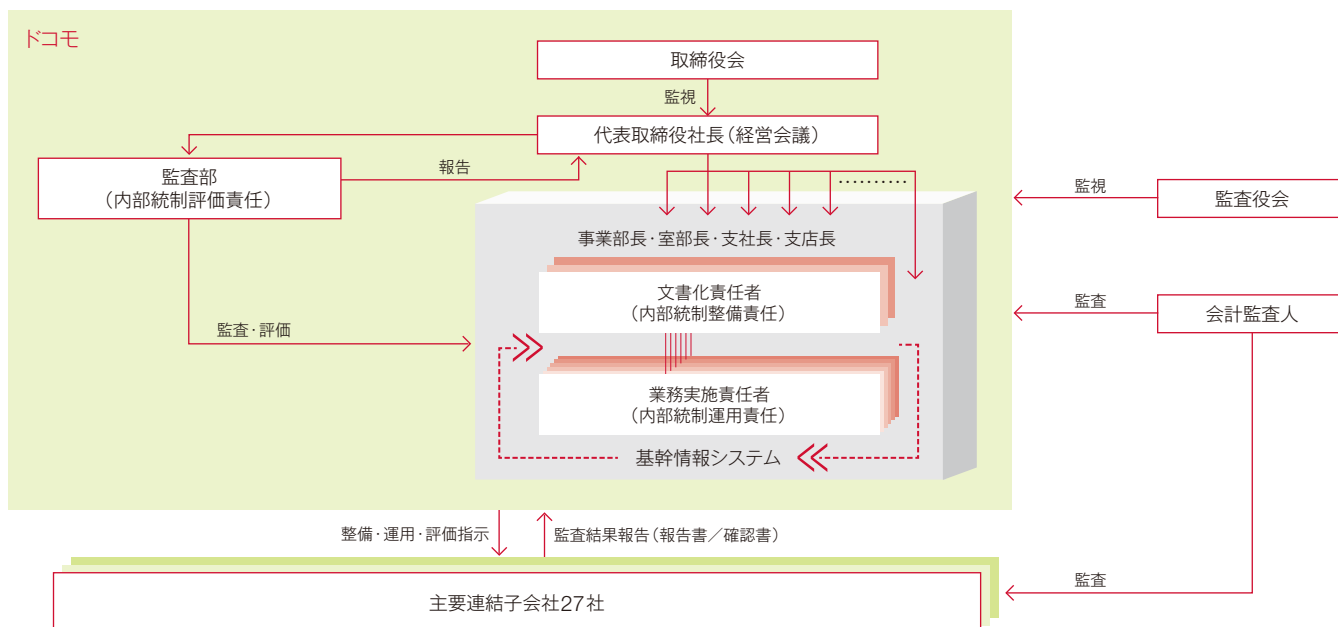 ドコモ
取締役会
監視
代表取締役社長(経営会議)
監査部
(内部統制評価責任)
報告
‥‥‥‥‥
監視
監査役会
事業部長・室部長・支社長・支店長
文書化責任者
(内部統制整備責任)
監査
会計監査人
監査・評価
業務実施責任者
(内部統制運用責任)
基幹情報システム
整備・運用・評価指示
監査結果報告(報告書／確認書)
監査
主要連結子会社27社